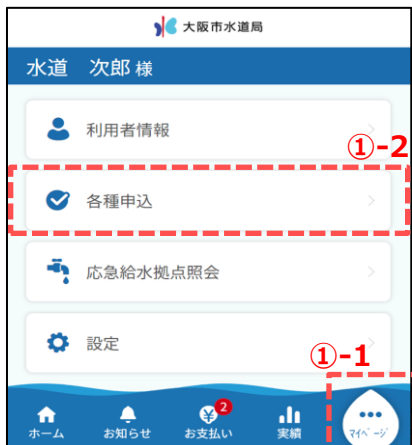 大阪市水道局
水道 次郎 様
利用者情報
①-2
各種申込
応急給水拠点照会
設定
①-1
2
ホーム お知らせ お支払い 実績 マイページ